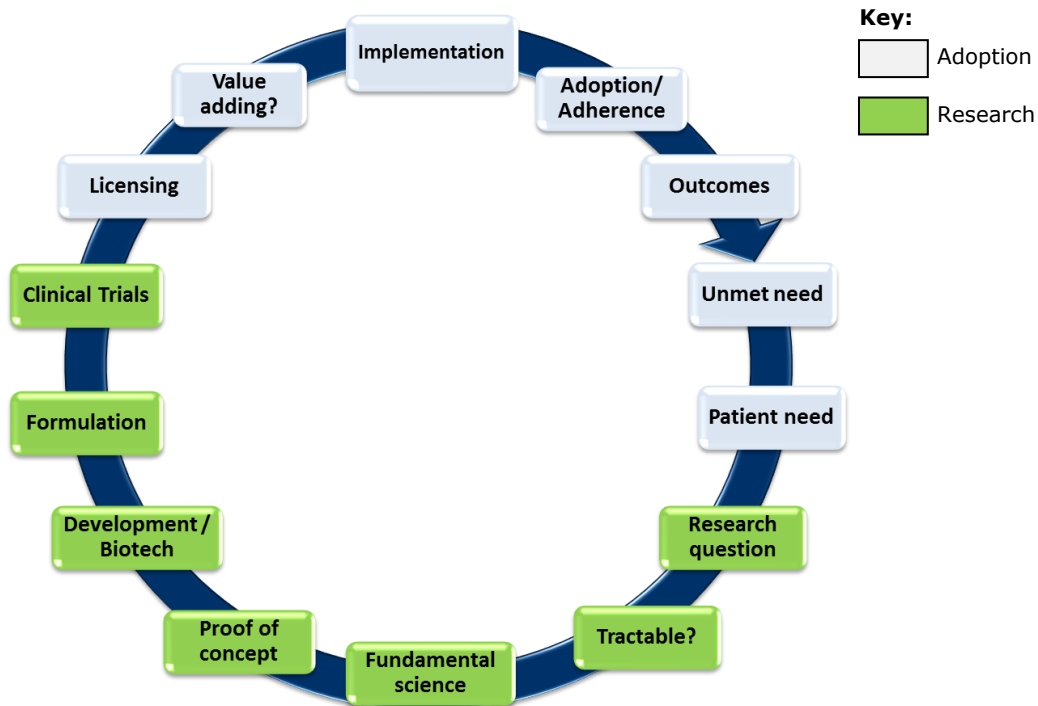 Key:
Adoption
Research
Implementation
Adoption/
Adherence
Outcomes
Unmet need
Patient need
Research
question
Tractable?
Fundamental
science
Proof of
concept
Development /
Biotech
Formulation
Clinical Trials
Licensing
Value
adding?